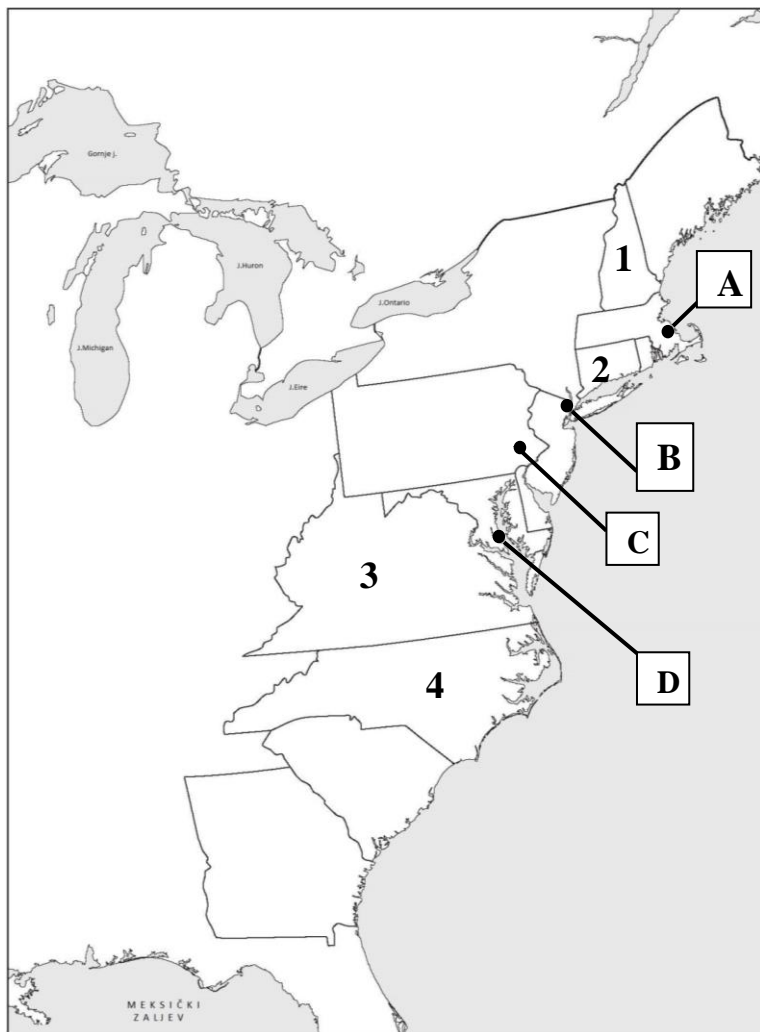 Gornje j.
1
J.Huron
A
J.Ontario
J.Michigan
2
J.Eire
B
C
3
D
4
MEKSIČKI
ZALJEV